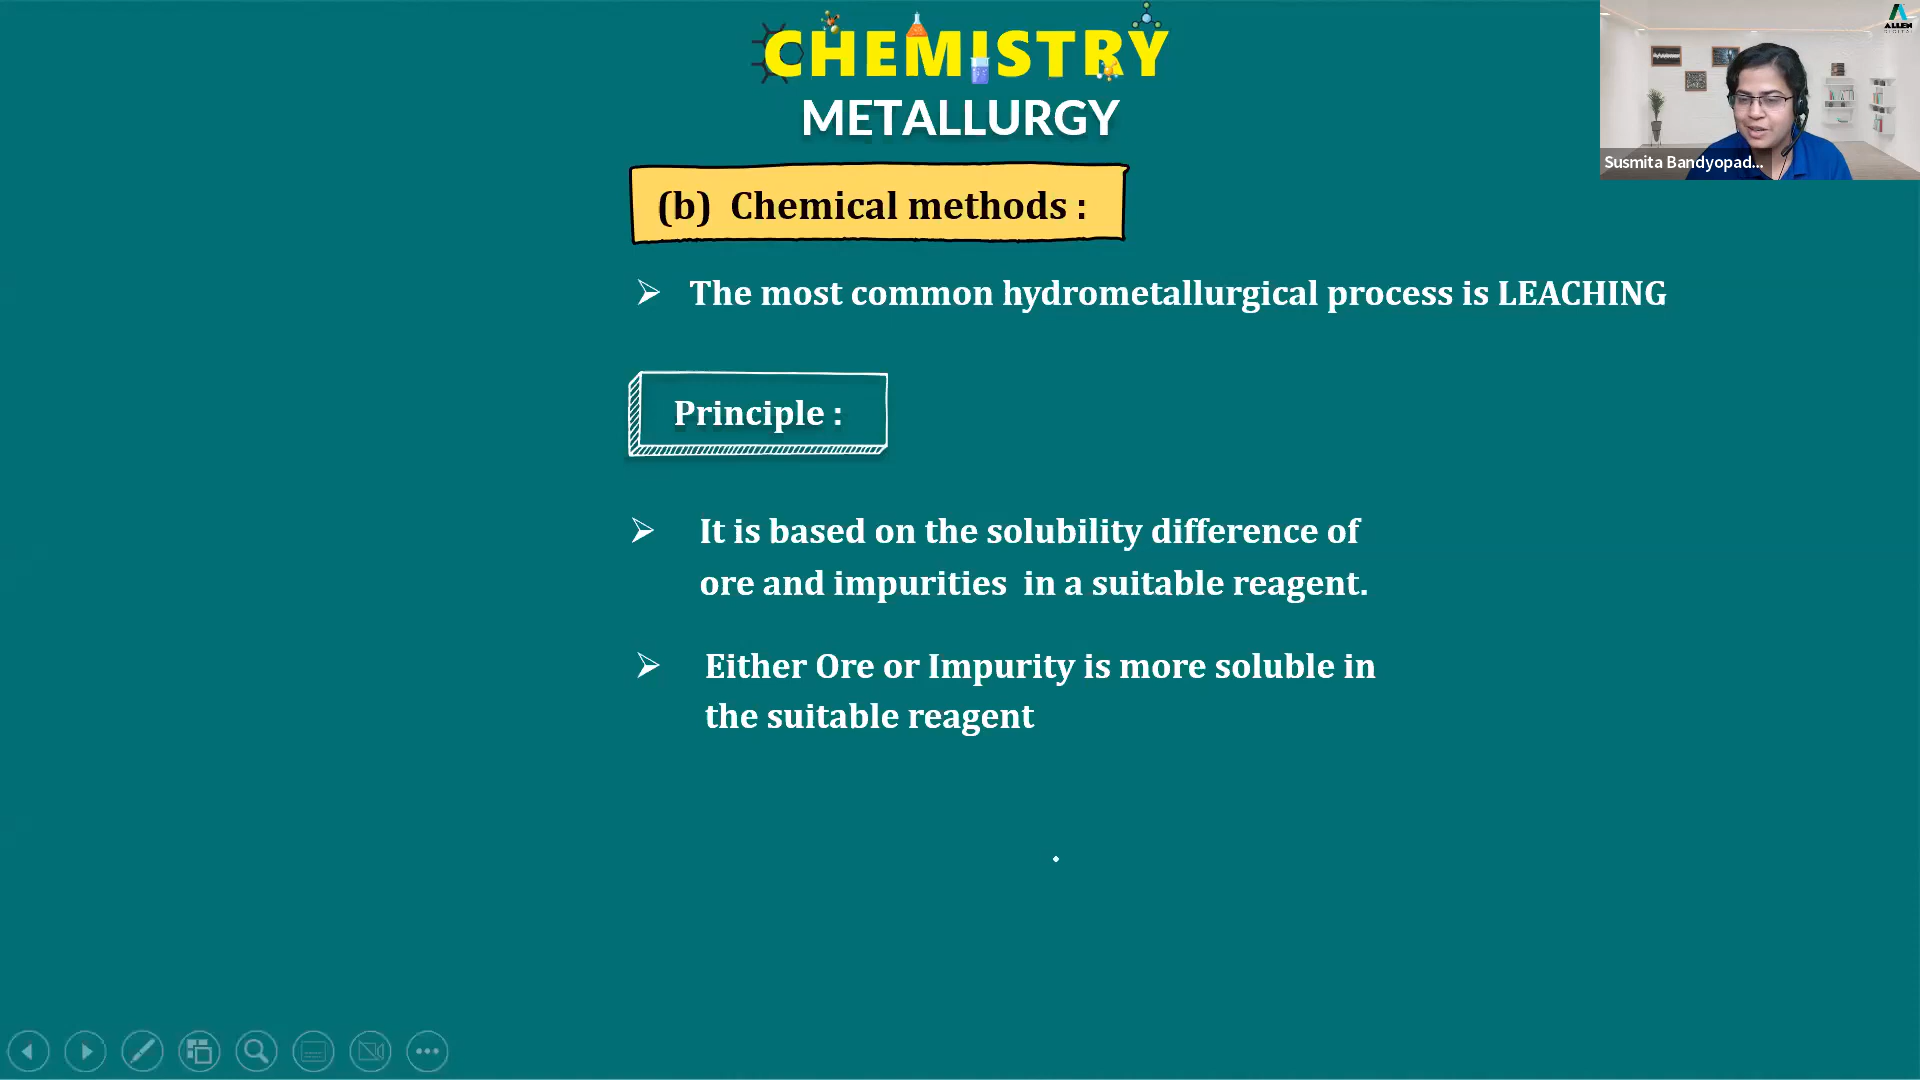 CHEMISTRY
METALLURGY
ALLEN
DIGITAL
Susmita Bandyopad...
(b) Chemical methods :
➢ The most common hydrometallurgical process is LEACHING
Principle :
➢ It is based on the solubility difference of
ore and impurities in a suitable reagent.
➢ Either Ore or Impurity is more soluble in
the suitable reagent